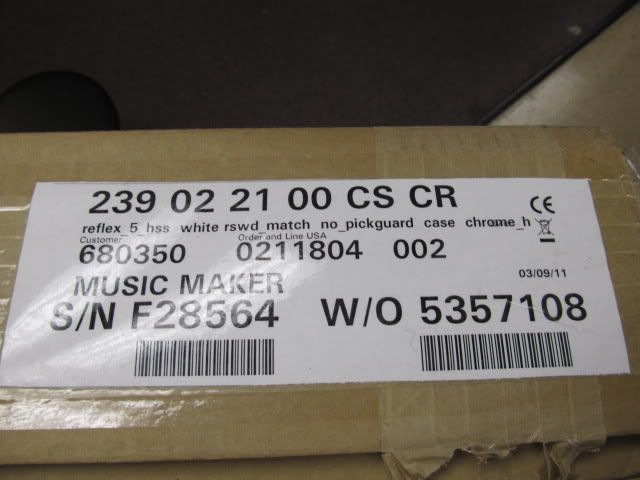 239 02 21 00 CS CR
CE
reflex_5_hss white rswd_match no_pickguard case chrome_h
Customer Order and Line USA
680350 0211804 002
03/09/11
MUSIC MAKER
S/N F28564 W/O 5357108